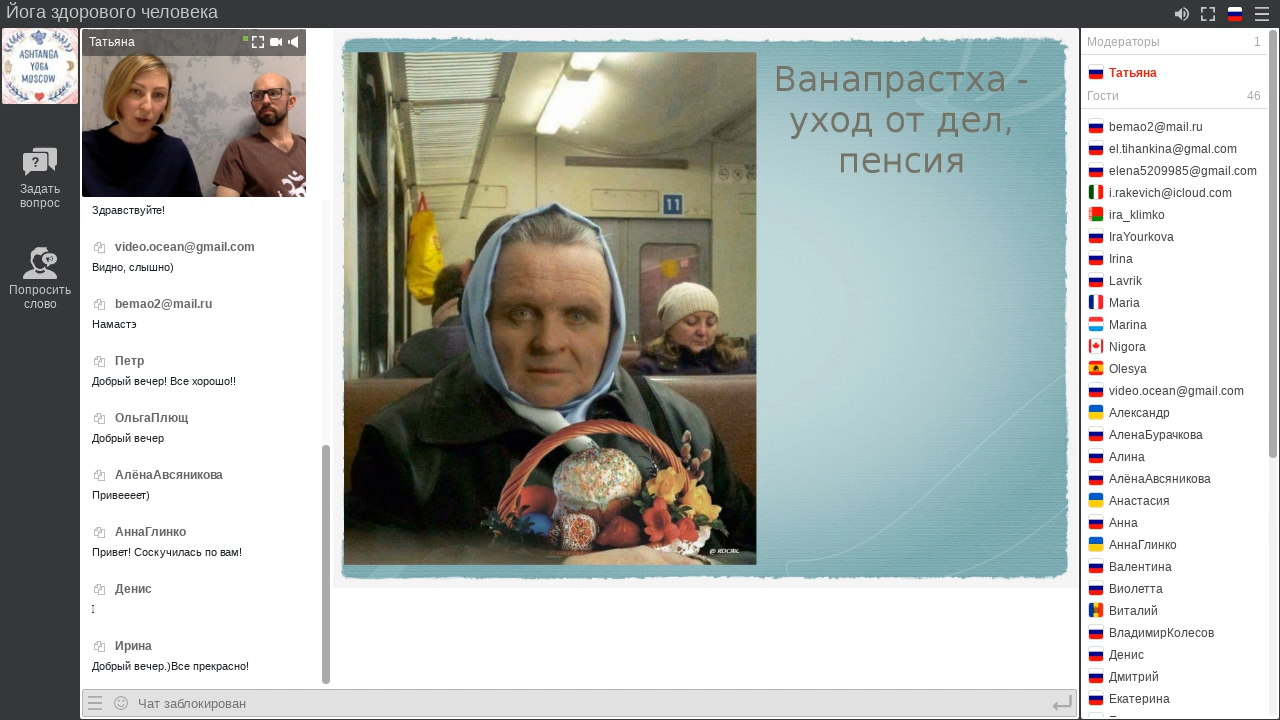 Йога здорового человека
ASHTANGA
YOGA
MOSCOW
Задать
вопрос
Попросить
слово
Татьяна
Здравствуйте!
video.ocean@gmail.com
Видно, слышно)
bemao2@mail.ru
Намастэ
Петр
Добрый вечер! Все хорошо!!
ОльгаПлющ
Добрый вечер
АлёнаАвсяникова
Привеееет)
АннаГлинко
Привет! Соскучилась по вам!
Денис
Ирина
Добрый вечер.)Все прекрасно!
Чат заблокирован
Ванапрастха -
уход от дел,
пенсия
11
Модераторы 1
Татьяна
Гости 46
bemao2@mail.ru
el.tihankina@gmal.com
elena5209985@gmail.com
i.rakevich@icloud.com
ira_klimko
IraYourkova
Irina
Lavrik
Maria
Marina
Nigora
Olesya
video.ocean@gmail.com
Александр
АленаБурачкова
Алина
АлёнаАвсяникова
Анастасия
Анна
АннаГлинко
Валентина
Виолетта
Виталий
ВладимирКолесов
Денис
Дмитрий
Екатерина